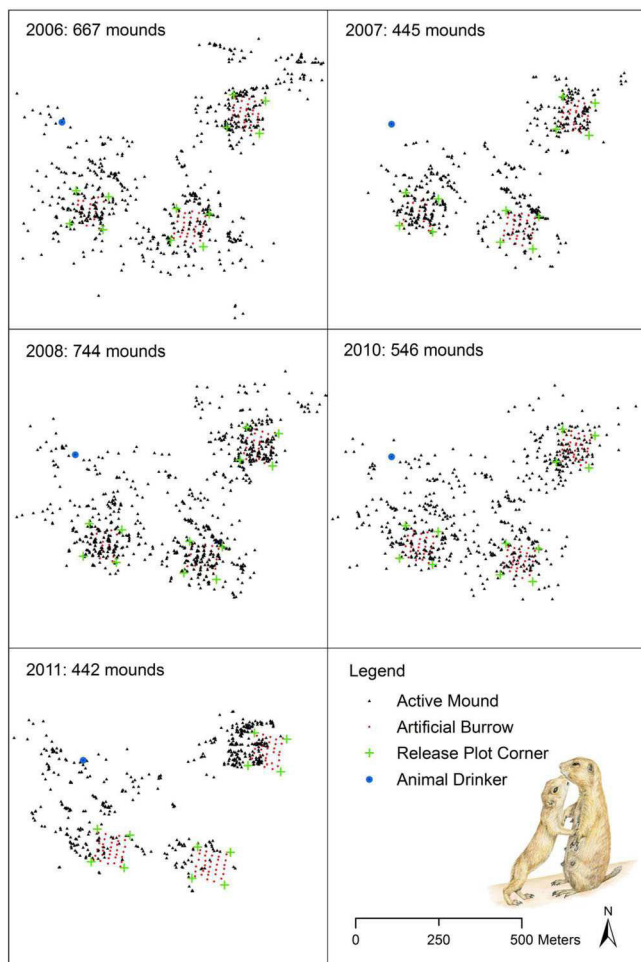 2006: 667 mounds
2007: 445 mounds
2008: 744 mounds
2010: 546 mounds
2011: 442 mounds
Legend
Active Mound
Artificial Burrow
Release Plot Corner
Animal Drinker
N
0 250 500 Meters